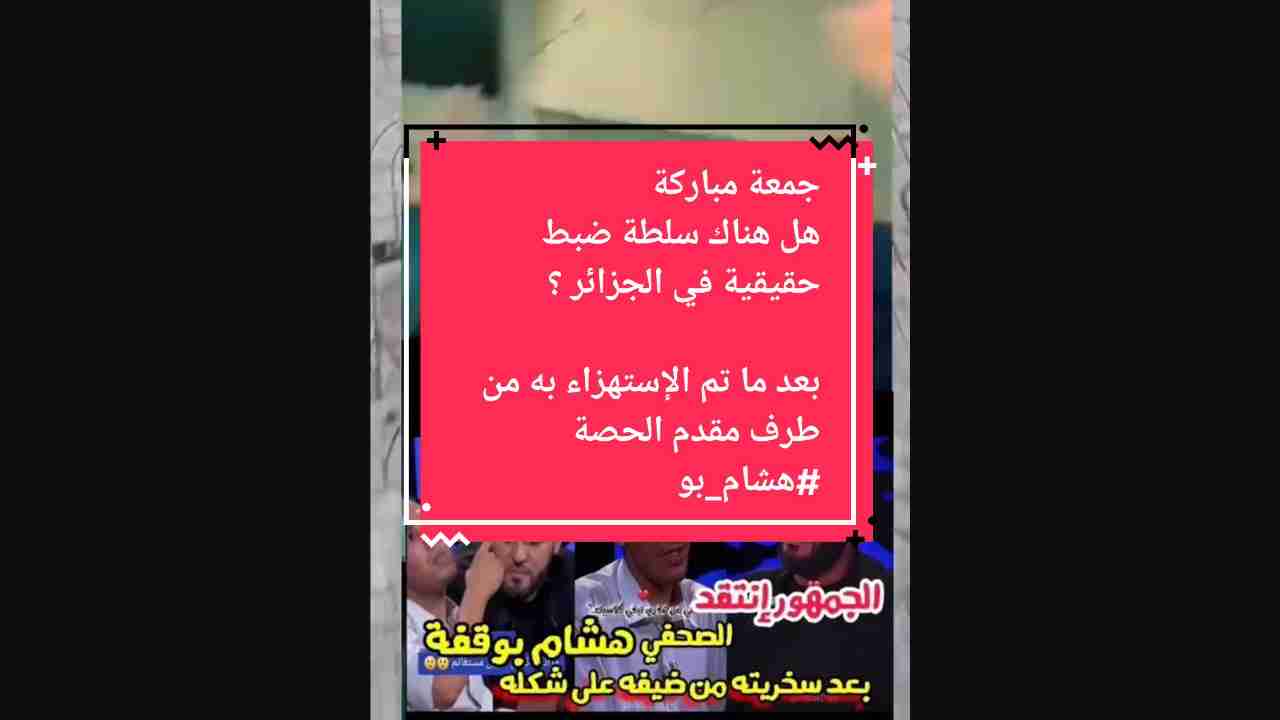 جمعة مباركة
هل هناك سلطة ضبط
حقيقية في الجزائر ؟
بعد ما تم الإستهزاء به من
طرف مقدم الحصة
#هشام_بو
الجمهور إنتقد
الصحفي هشام بوقفة
بعد سخريته من ضيفه على شكله